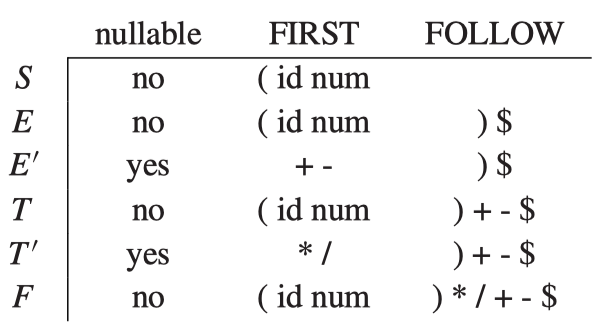 nullable FIRST FOLLOW
S no ( id num
E no ( id num ) $
E′ yes + - ) $
T no ( id num ) + - $
T′ yes * / ) + - $
F no ( id num ) * / + - $